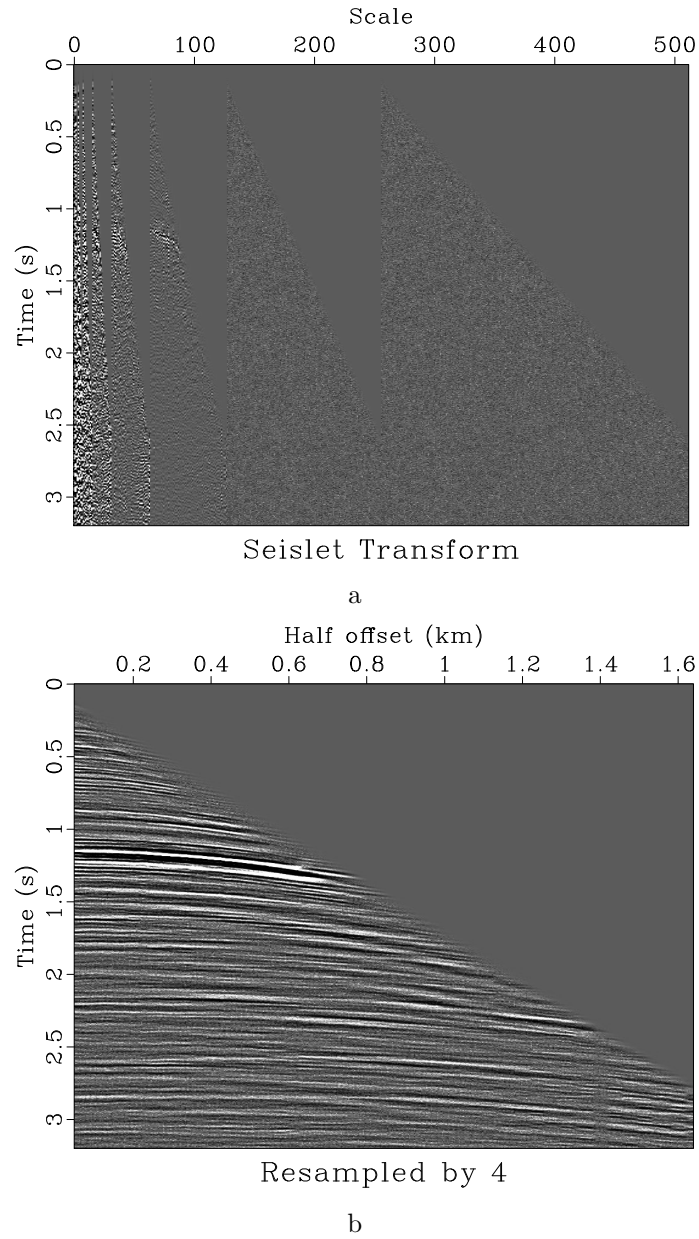 Scale
0 100 200 300 400 500
0
0.5
1
1.5
2
2.5
3
Time (s)
Seislet Transform
a
Half offset (km)
0.2 0.4 0.6 0.8 1 1.2 1.4 1.6
0
0.5
1
1.5
2
2.5
3
Time (s)
Resampled by 4
b